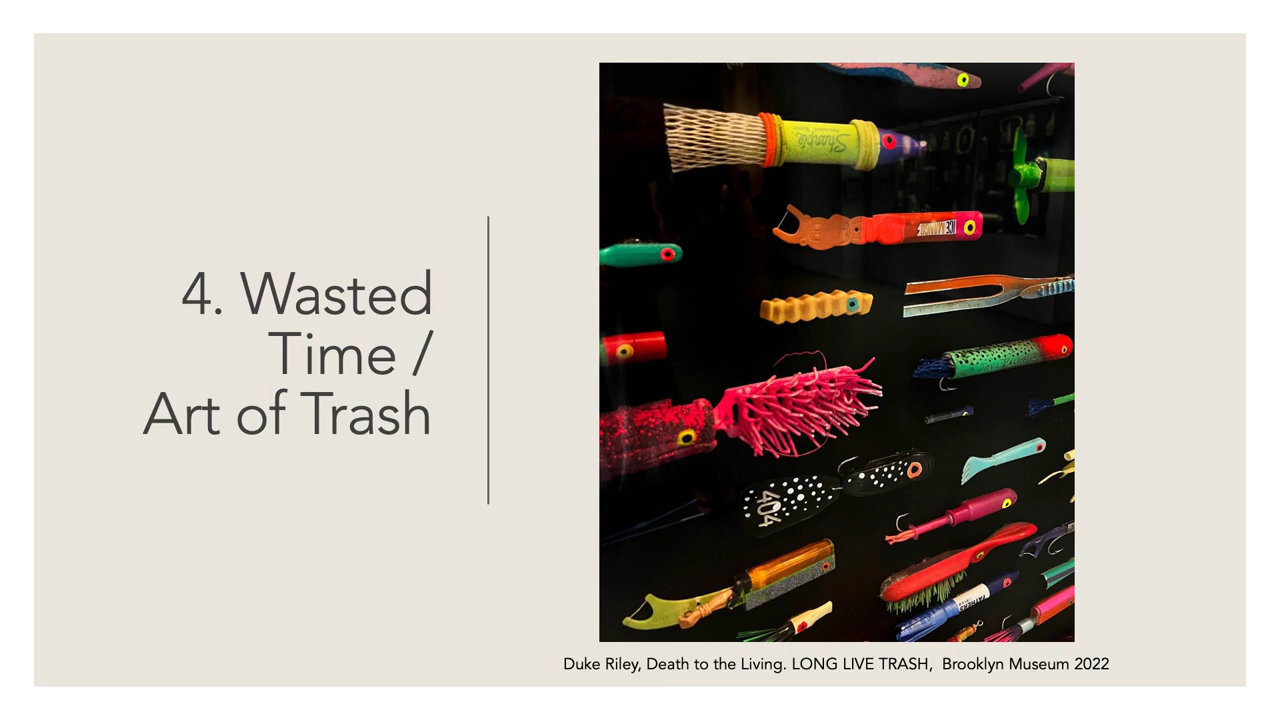 4. Wasted
Time /
Art of Trash
Sharpie
404
Duke Riley, Death to the Living. LONG LIVE TRASH,  Brooklyn Museum 2022